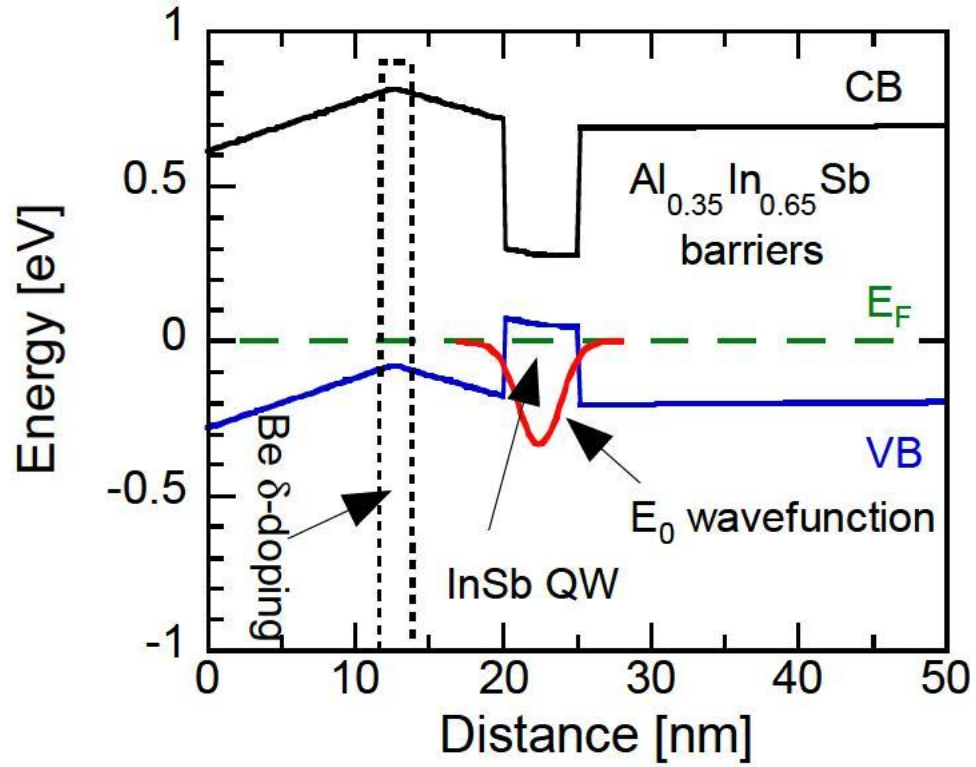 1
0.5
0
-0.5
-1
Energy [eV]
CB
Al0.35In0.65Sb
barriers
EF
VB
Be δ-doping
E0 wavefunction
InSb QW
0
10
20
30
40
50
Distance [nm]